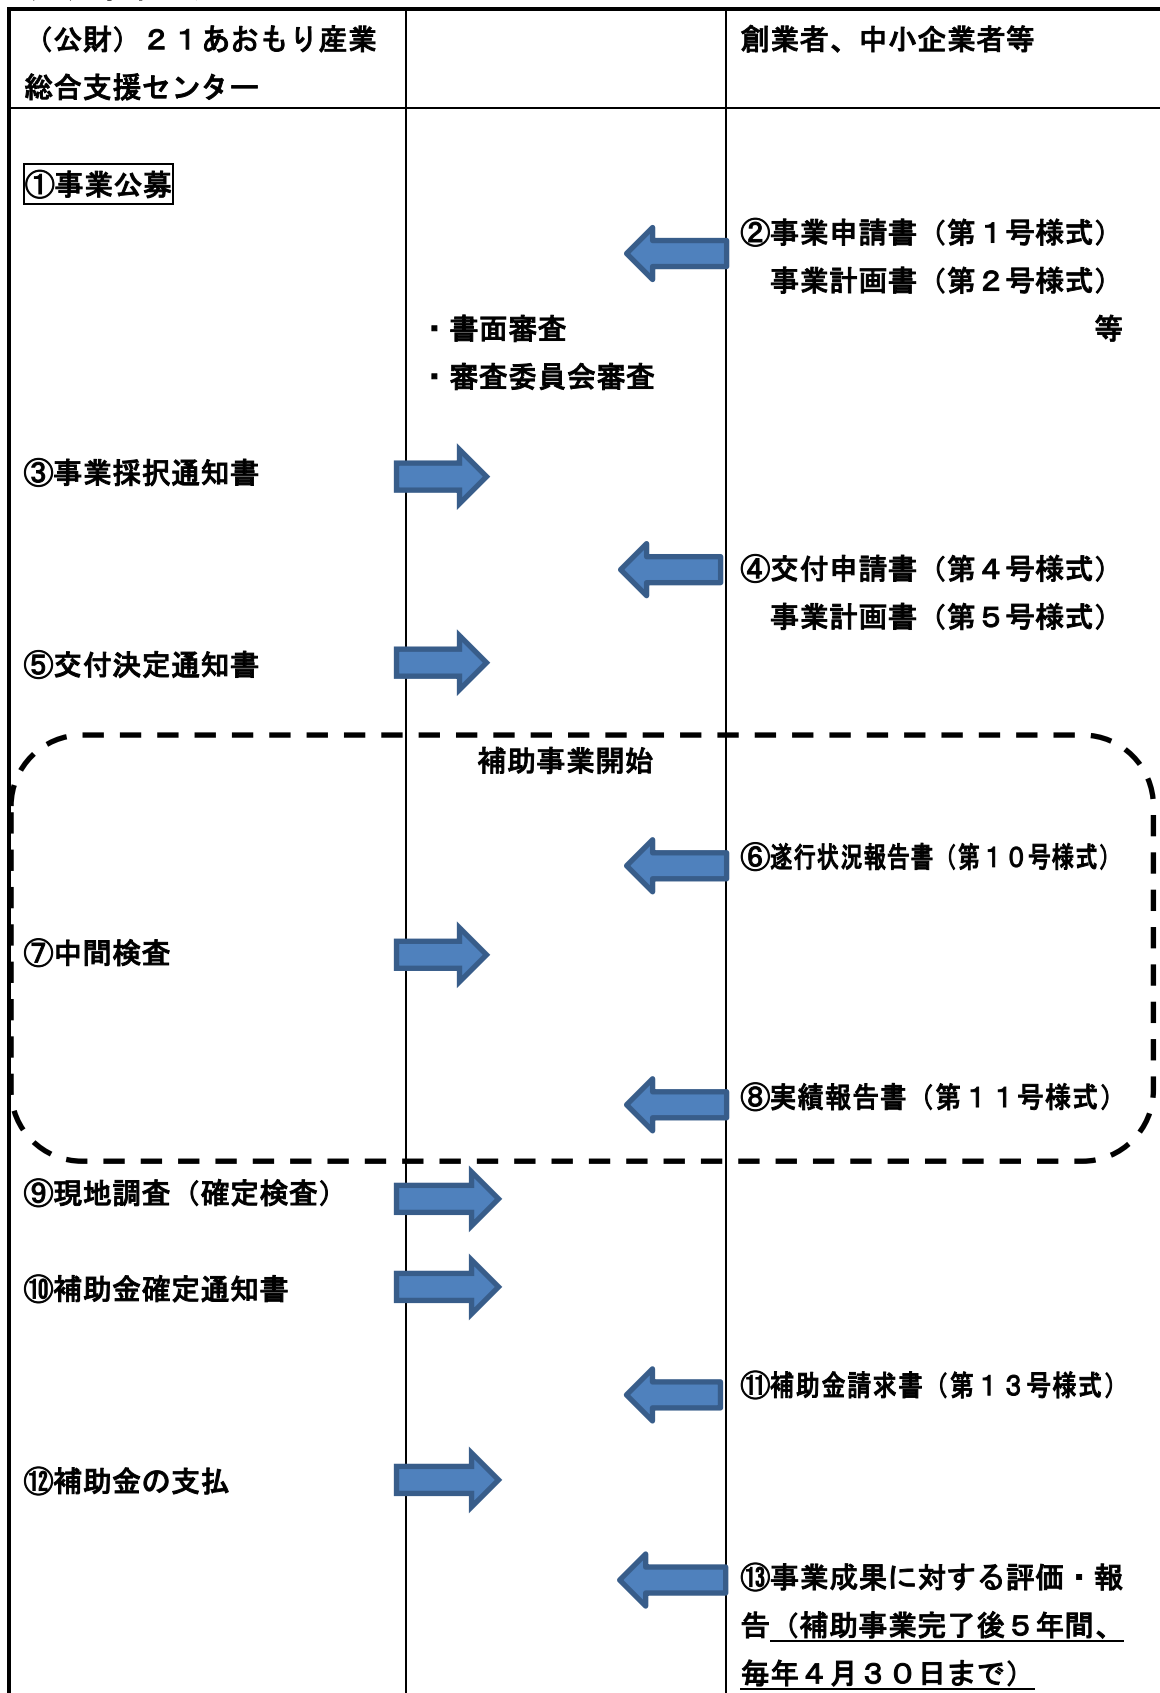 （公財）２１あおもり産業
総合支援センター
創業者、中小企業者等
①事業公募
②事業申請書（第１号様式）
事業計画書（第２号様式）
等
・書面審査
・審査委員会審査
③事業採択通知書
④交付申請書（第４号様式）
事業計画書（第５号様式）
⑤交付決定通知書
補助事業開始
⑥遂行状況報告書（第１０号様式）
⑦中間検査
⑧実績報告書（第１１号様式）
⑨現地調査（確定検査）
⑩補助金確定通知書
⑪補助金請求書（第１３号様式）
⑫補助金の支払
⑬事業成果に対する評価・報
告（補助事業完了後５年間、
毎年４月３０日まで）